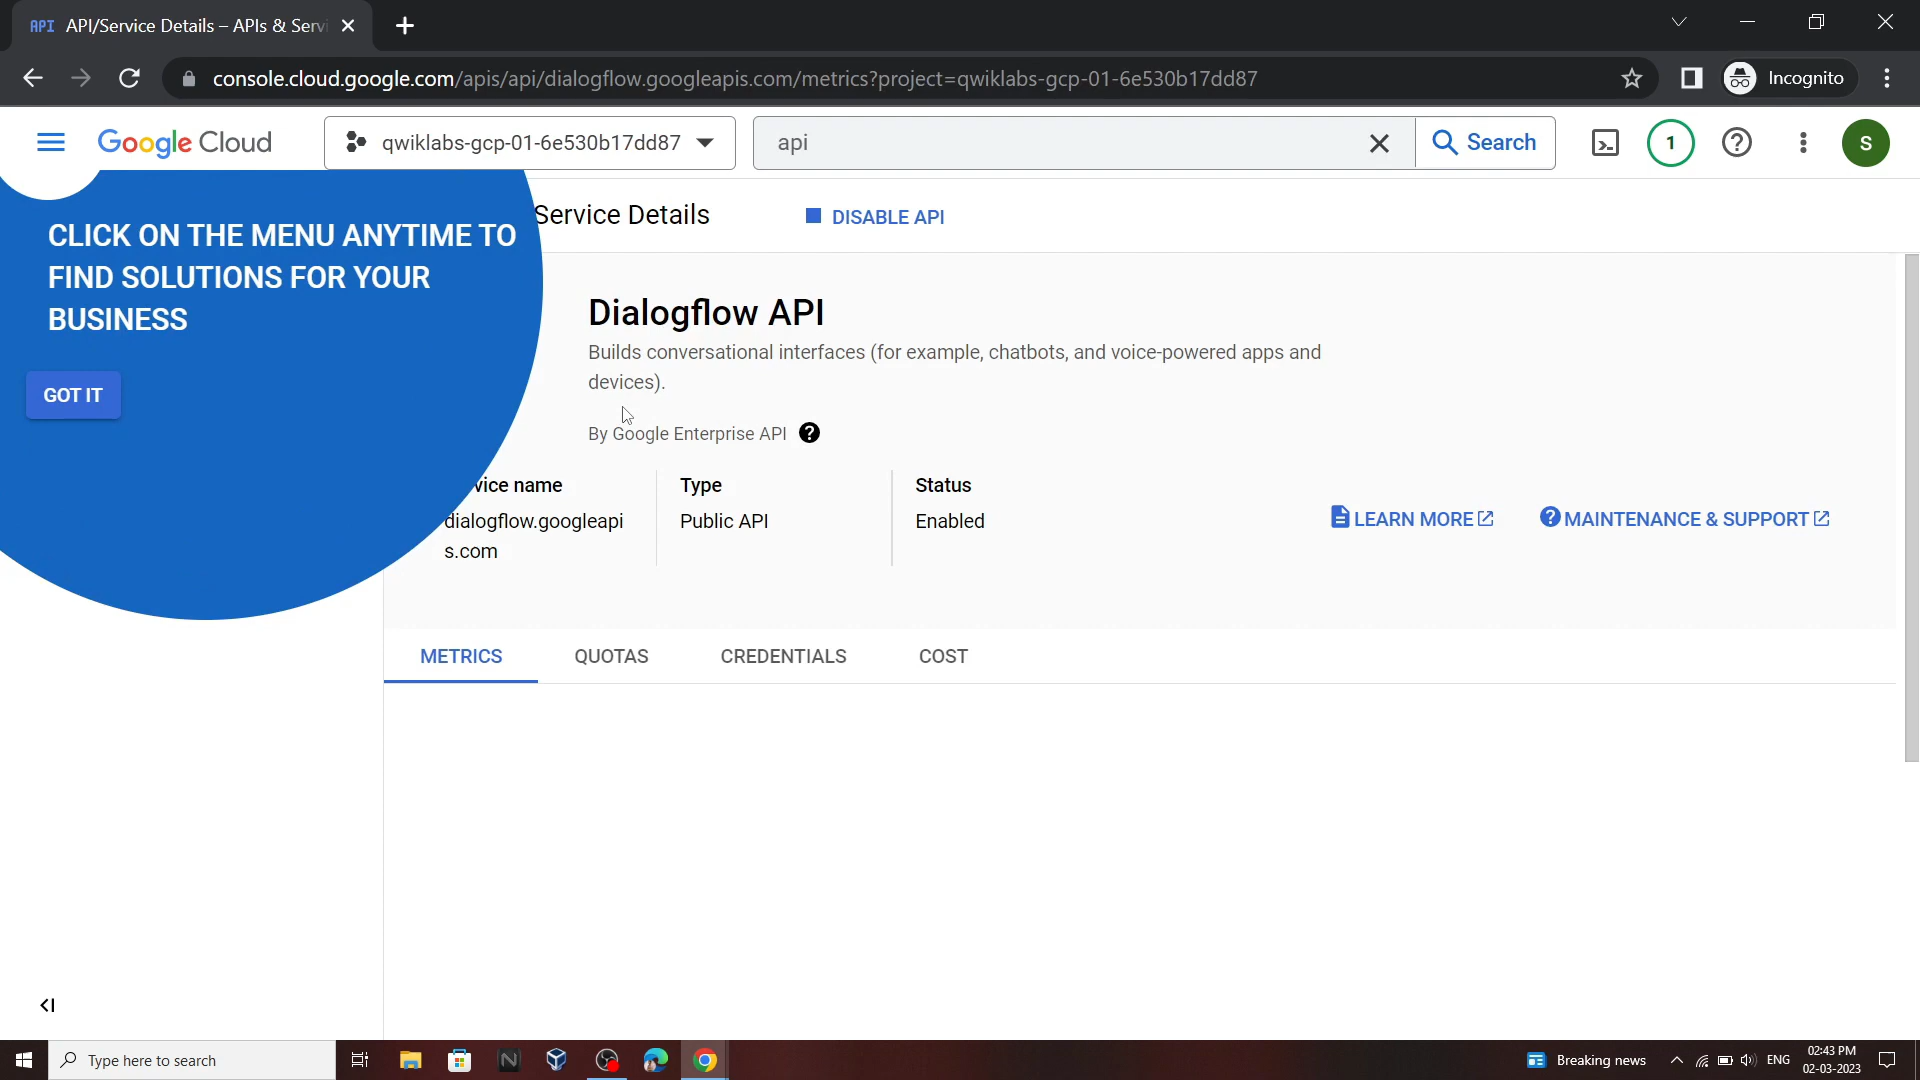 API API/Service Details – APIs & Servi
console.cloud.google.com/apis/api/dialogflow.googleapis.com/metrics?project=qwiklabs-gcp-01-6e530b17dd87
Incognito
Google Cloud
qwiklabs-gcp-01-6e530b17dd87
api
Search
1
S
CLICK ON THE MENU ANYTIME TO
FIND SOLUTIONS FOR YOUR
BUSINESS
GOT IT
Service Details
DISABLE API
Dialogflow API
Builds conversational interfaces (for example, chatbots, and voice-powered apps and
devices).
By Google Enterprise API
vice name
dialogflow.googleapi
s.com
Type
Public API
Status
Enabled
LEARN MORE
MAINTENANCE & SUPPORT
METRICS
QUOTAS
CREDENTIALS
COST
Type here to search
Breaking news
ENG
02:43 PM
02-03-2023